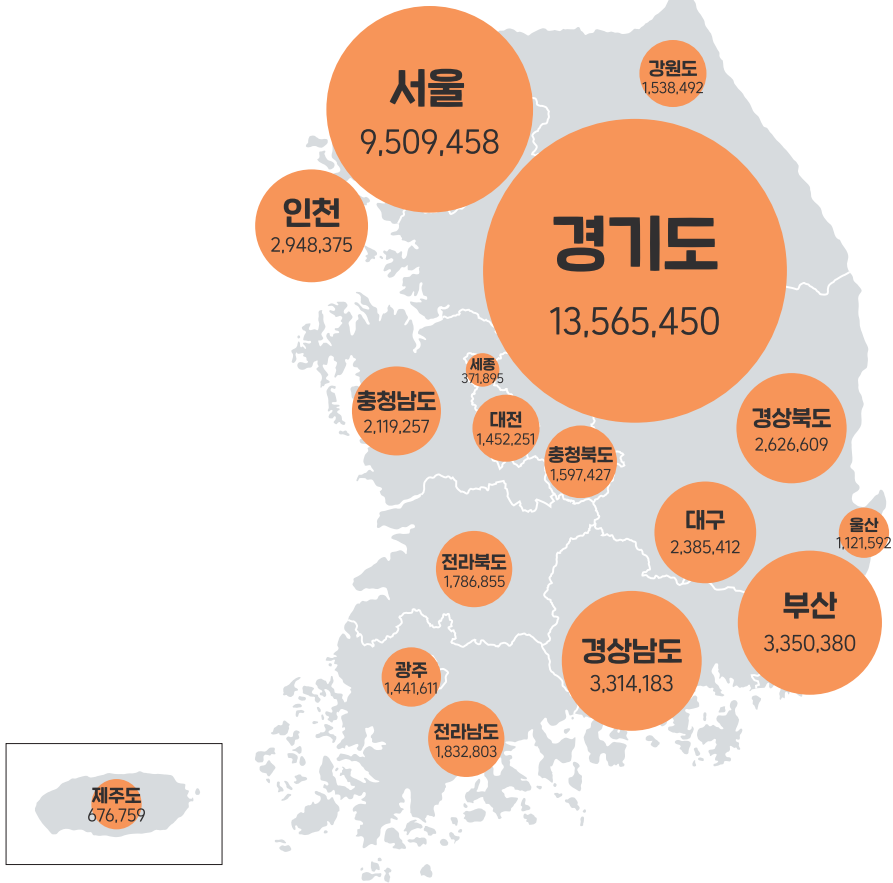 강원도
1,538,492
서울
9,509,458
인천
2,948,375
경기도
13,565,450
세종
371,895
충청남도
2,119,257
대전
1,452,251
충청북도
1,597,427
경상북도
2,626,609
대구
2,385,412
울산
1,121,592
전라북도
1,786,855
부산
3,350,380
경상남도
3,314,183
광주
1,441,611
전라남도
1,832,803
제주도
676,759